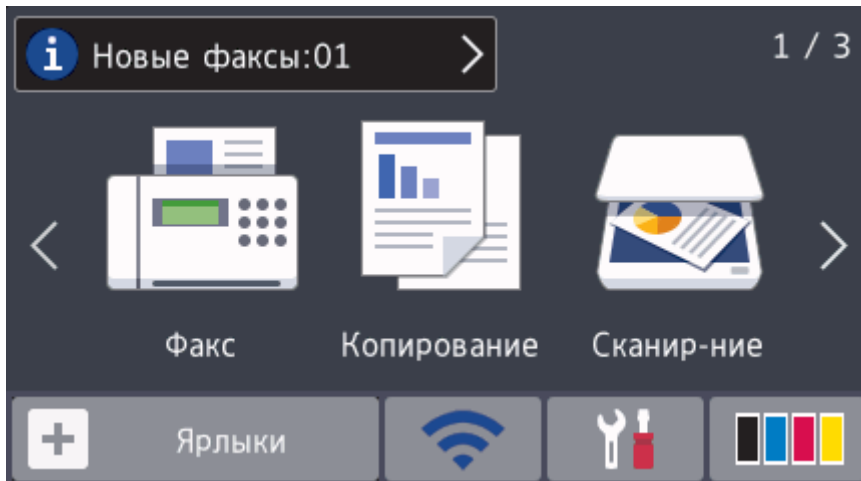 Новые факсы:01
1 / 3
Факс
Копирование
Сканир-ние
Ярлыки